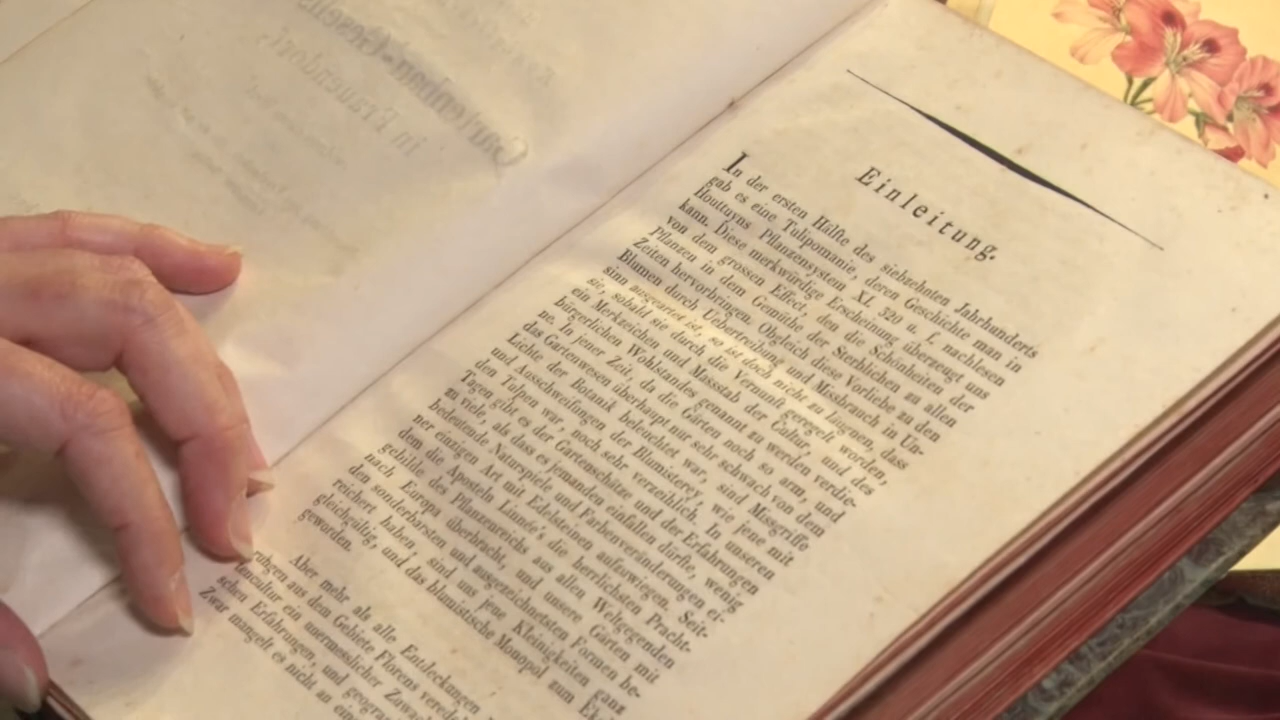 Gartenbau-Gesells
in Frauendorf,
Einleitung.
In der ersten Hälfte des siebzehnten Jahrhunderts
gab es eine Tulipomanie, deren Geschichte man in
Houttuyns Pflanzensystem XI. 320 u. f. nachlesen
kann. Diese merkwürdige Erscheinung überzeugt uns
von dem grossen Effect, den die Schönheiten der
Pflanzen in dem Gemüthe der Sterblichen zu allen
Zeiten hervorbringen. Obgleich diese Vorliebe zu den
Blumen durch Uebertreibung und Missbrauch in Un-
sinn ausgeartet ist, so ist doch nicht zu läugnen, dass
sie, sobald sie durch die Vernunft geregelt worden,
ein Merkzeichen und Massstab der Cultur, und des
bürgerlichen Wohlstandes genannt zu werden verdie-
ne. In jener Zeit, da die Gärten noch so arm, und
das Gartenwesen überhaupt nur sehr schwach von dem
Lichte der Botanik beleuchtet war, sind Missgriffe
und Ausschweifungen der Blumisterey, wie jene mit
den Tulpen war, noch sehr verzeihlich. In unseren
Tagen gibt es der Gartenschätze und der Erfahrungen
zu viele, als dass es jemanden einfallen dürfte, wenig
bedeutende Naturspiele und Farbenveränderungen ei-
ner einzigen Art mit Edelsteinen aufzuwiegen. Seit-
dem die Aposteln Linnée's die herrlichsten Pracht-
gebilde des Pflanzenreichs aus allen Weltgegenden
nach Europa überbracht, und unsere Gärten mit
den sonderbarsten und ausgezeichnetsten Formen be-
reichert haben, sind uns jene Kleinigkeiten ganz
gleichgültig, und das blumistische Monopol zum
geworden.
Aber mehr als alle Entdeckungen
aus dem Gebiete Florens
ein unermesslicher
schen Erfahrungen, und
Zwar mangelt es nicht an